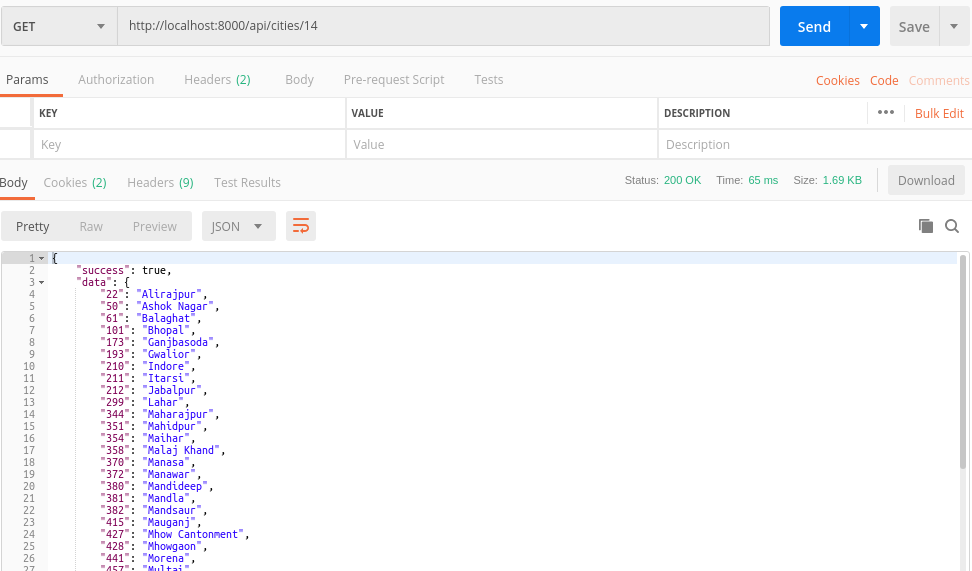 GET http://localhost:8000/api/cities/14 Send Save
Params Authorization Headers (2) Body Pre-request Script Tests Cookies Code Comments
KEY VALUE DESCRIPTION ••• Bulk Edit
Key Value Description
Body Cookies (2) Headers (9) Test Results Status: 200 OK Time: 65 ms Size: 1.69 KB Download
Pretty Raw Preview JSON
1 {
2 "success": true,
3 "data": {
4 "22": "Alirajpur",
5 "50": "Ashok Nagar",
6 "61": "Balaghat",
7 "101": "Bhopal",
8 "173": "Ganjbasoda",
9 "193": "Gwalior",
10 "210": "Indore",
11 "211": "Itarsi",
12 "212": "Jabalpur",
13 "299": "Lahar",
14 "344": "Maharajpur",
15 "351": "Mahidpur",
16 "354": "Maihar",
17 "358": "Malaj Khand",
18 "370": "Manasa",
19 "372": "Manawar",
20 "380": "Mandideep",
21 "381": "Mandla",
22 "382": "Mandsaur",
23 "415": "Mauganj",
24 "427": "Mhow Cantonment",
25 "428": "Mhowgaon",
26 "441": "Morena",
27 "457": "Multai",